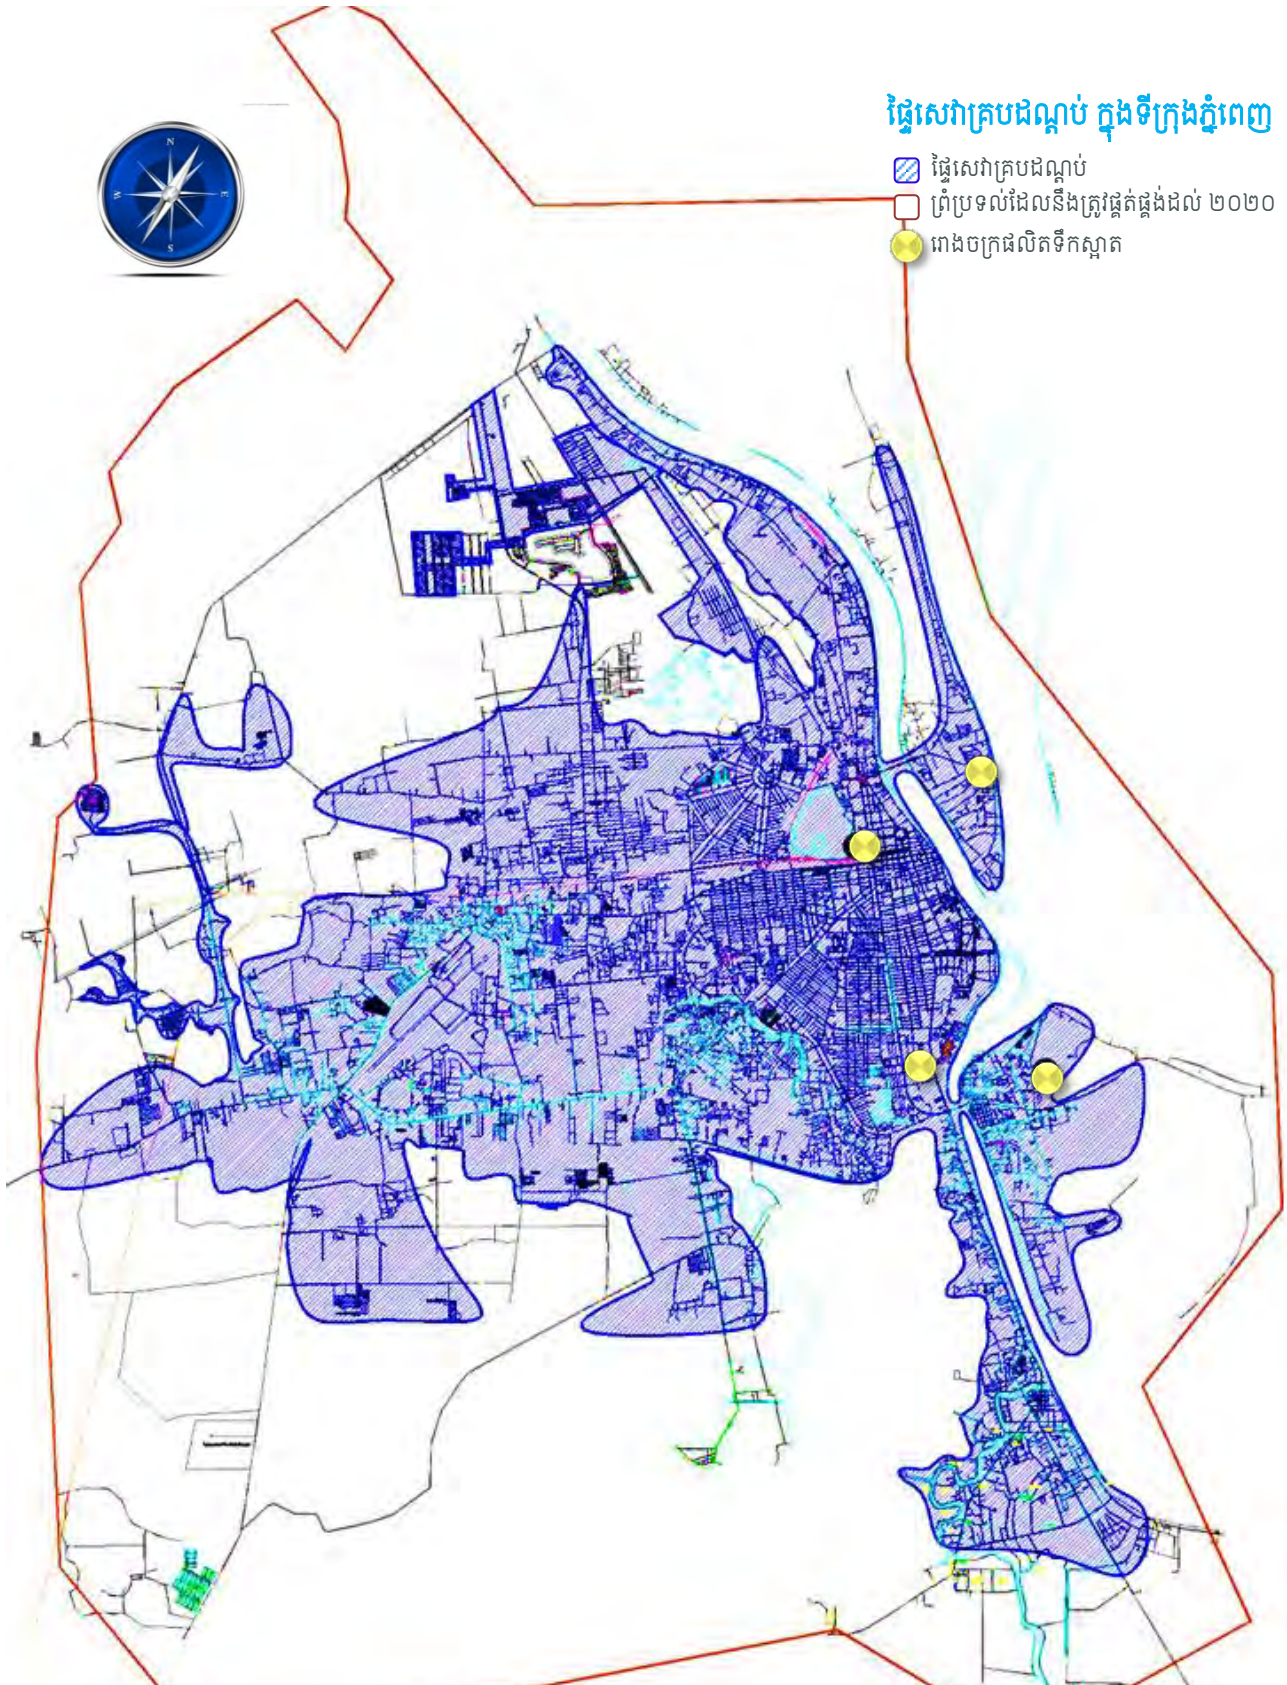 ផ្ទៃសេវាគ្របដណ្តប់ ក្នុងទីក្រុងភ្នំពេញ
ផ្ទៃសេវាគ្របដណ្តប់
ព្រំប្រទល់ដែលនឹងត្រូវផ្គត់ផ្គង់ដល់ ២០២០
រោងចក្រផលិតទឹកស្អាត
N
W
E
S